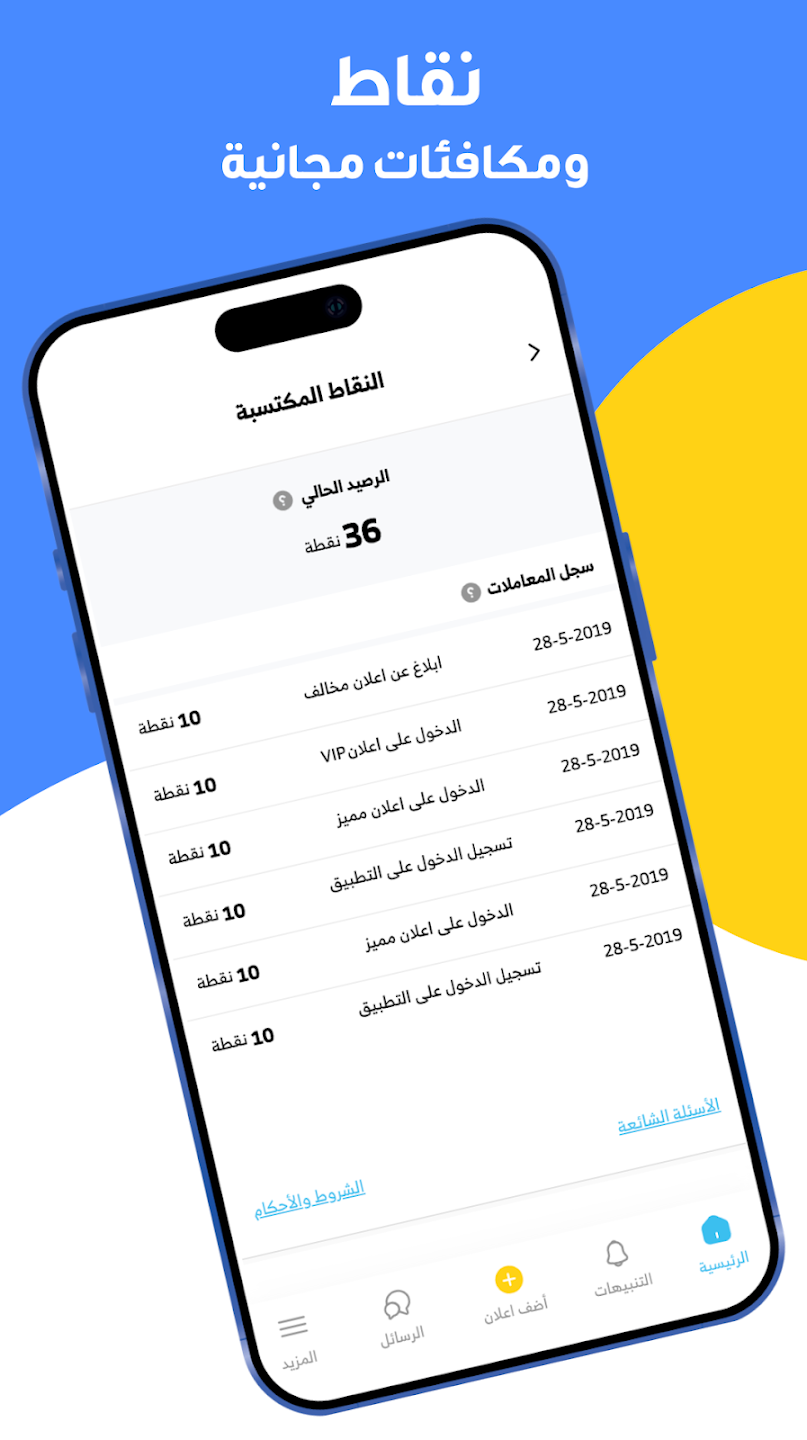 نقاط
ومكافئات مجانية
النقاط المكتسبة
الرصيد الحالي ؟
36 نقطة
سجل المعاملات ؟
28-5-2019 ابلاغ عن اعلان مخالف 10 نقطة
28-5-2019 الدخول على اعلان VIP 10 نقطة
28-5-2019 الدخول على اعلان مميز 10 نقطة
28-5-2019 تسجيل الدخول على التطبيق 10 نقطة
28-5-2019 الدخول على اعلان مميز 10 نقطة
28-5-2019 تسجيل الدخول على التطبيق 10 نقطة
الأسئلة الشائعة
الشروط والأحكام
الرئيسية
التنبيهات
أضف اعلان
الرسائل
المزيد